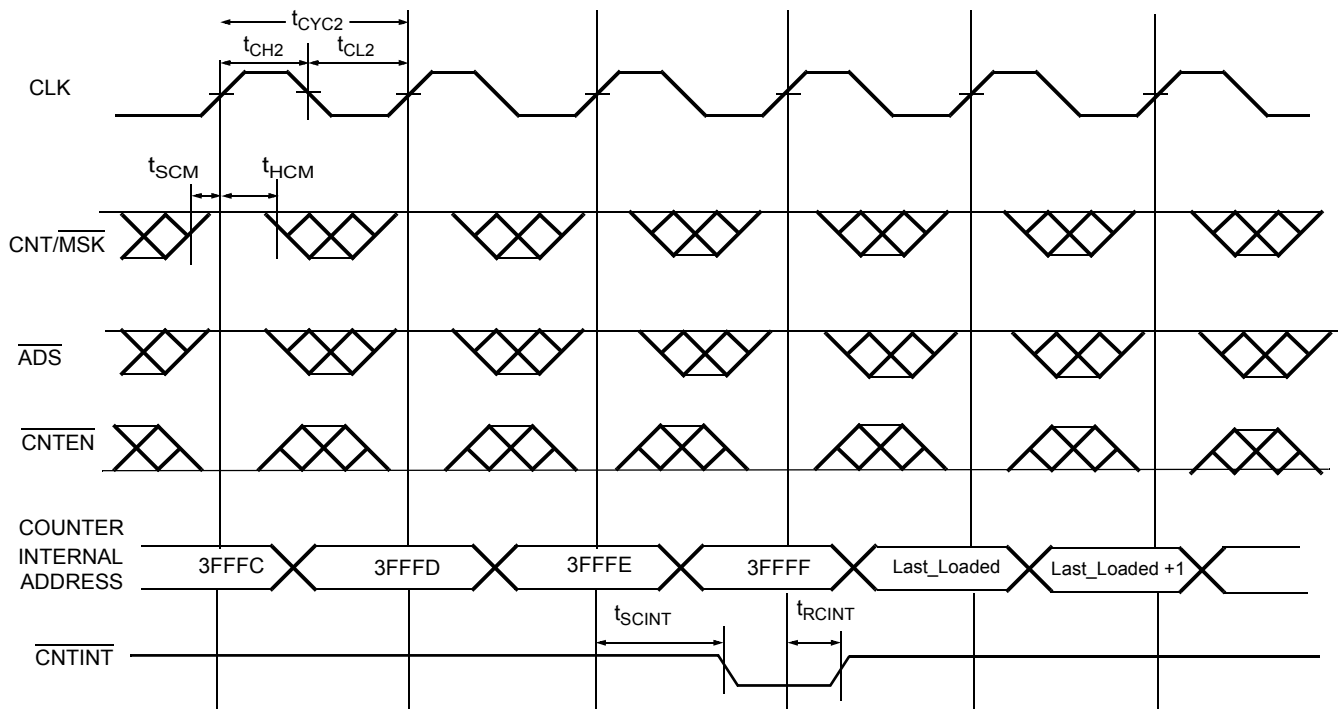 tCYC2
tCH2 tCL2
CLK
tSCM tHCM
CNT/MSK
ADS
CNTEN
COUNTER
INTERNAL
ADDRESS
3FFFC 3FFFD 3FFFE 3FFFF Last_Loaded Last_Loaded +1
tSCINT tRCINT
CNTINT